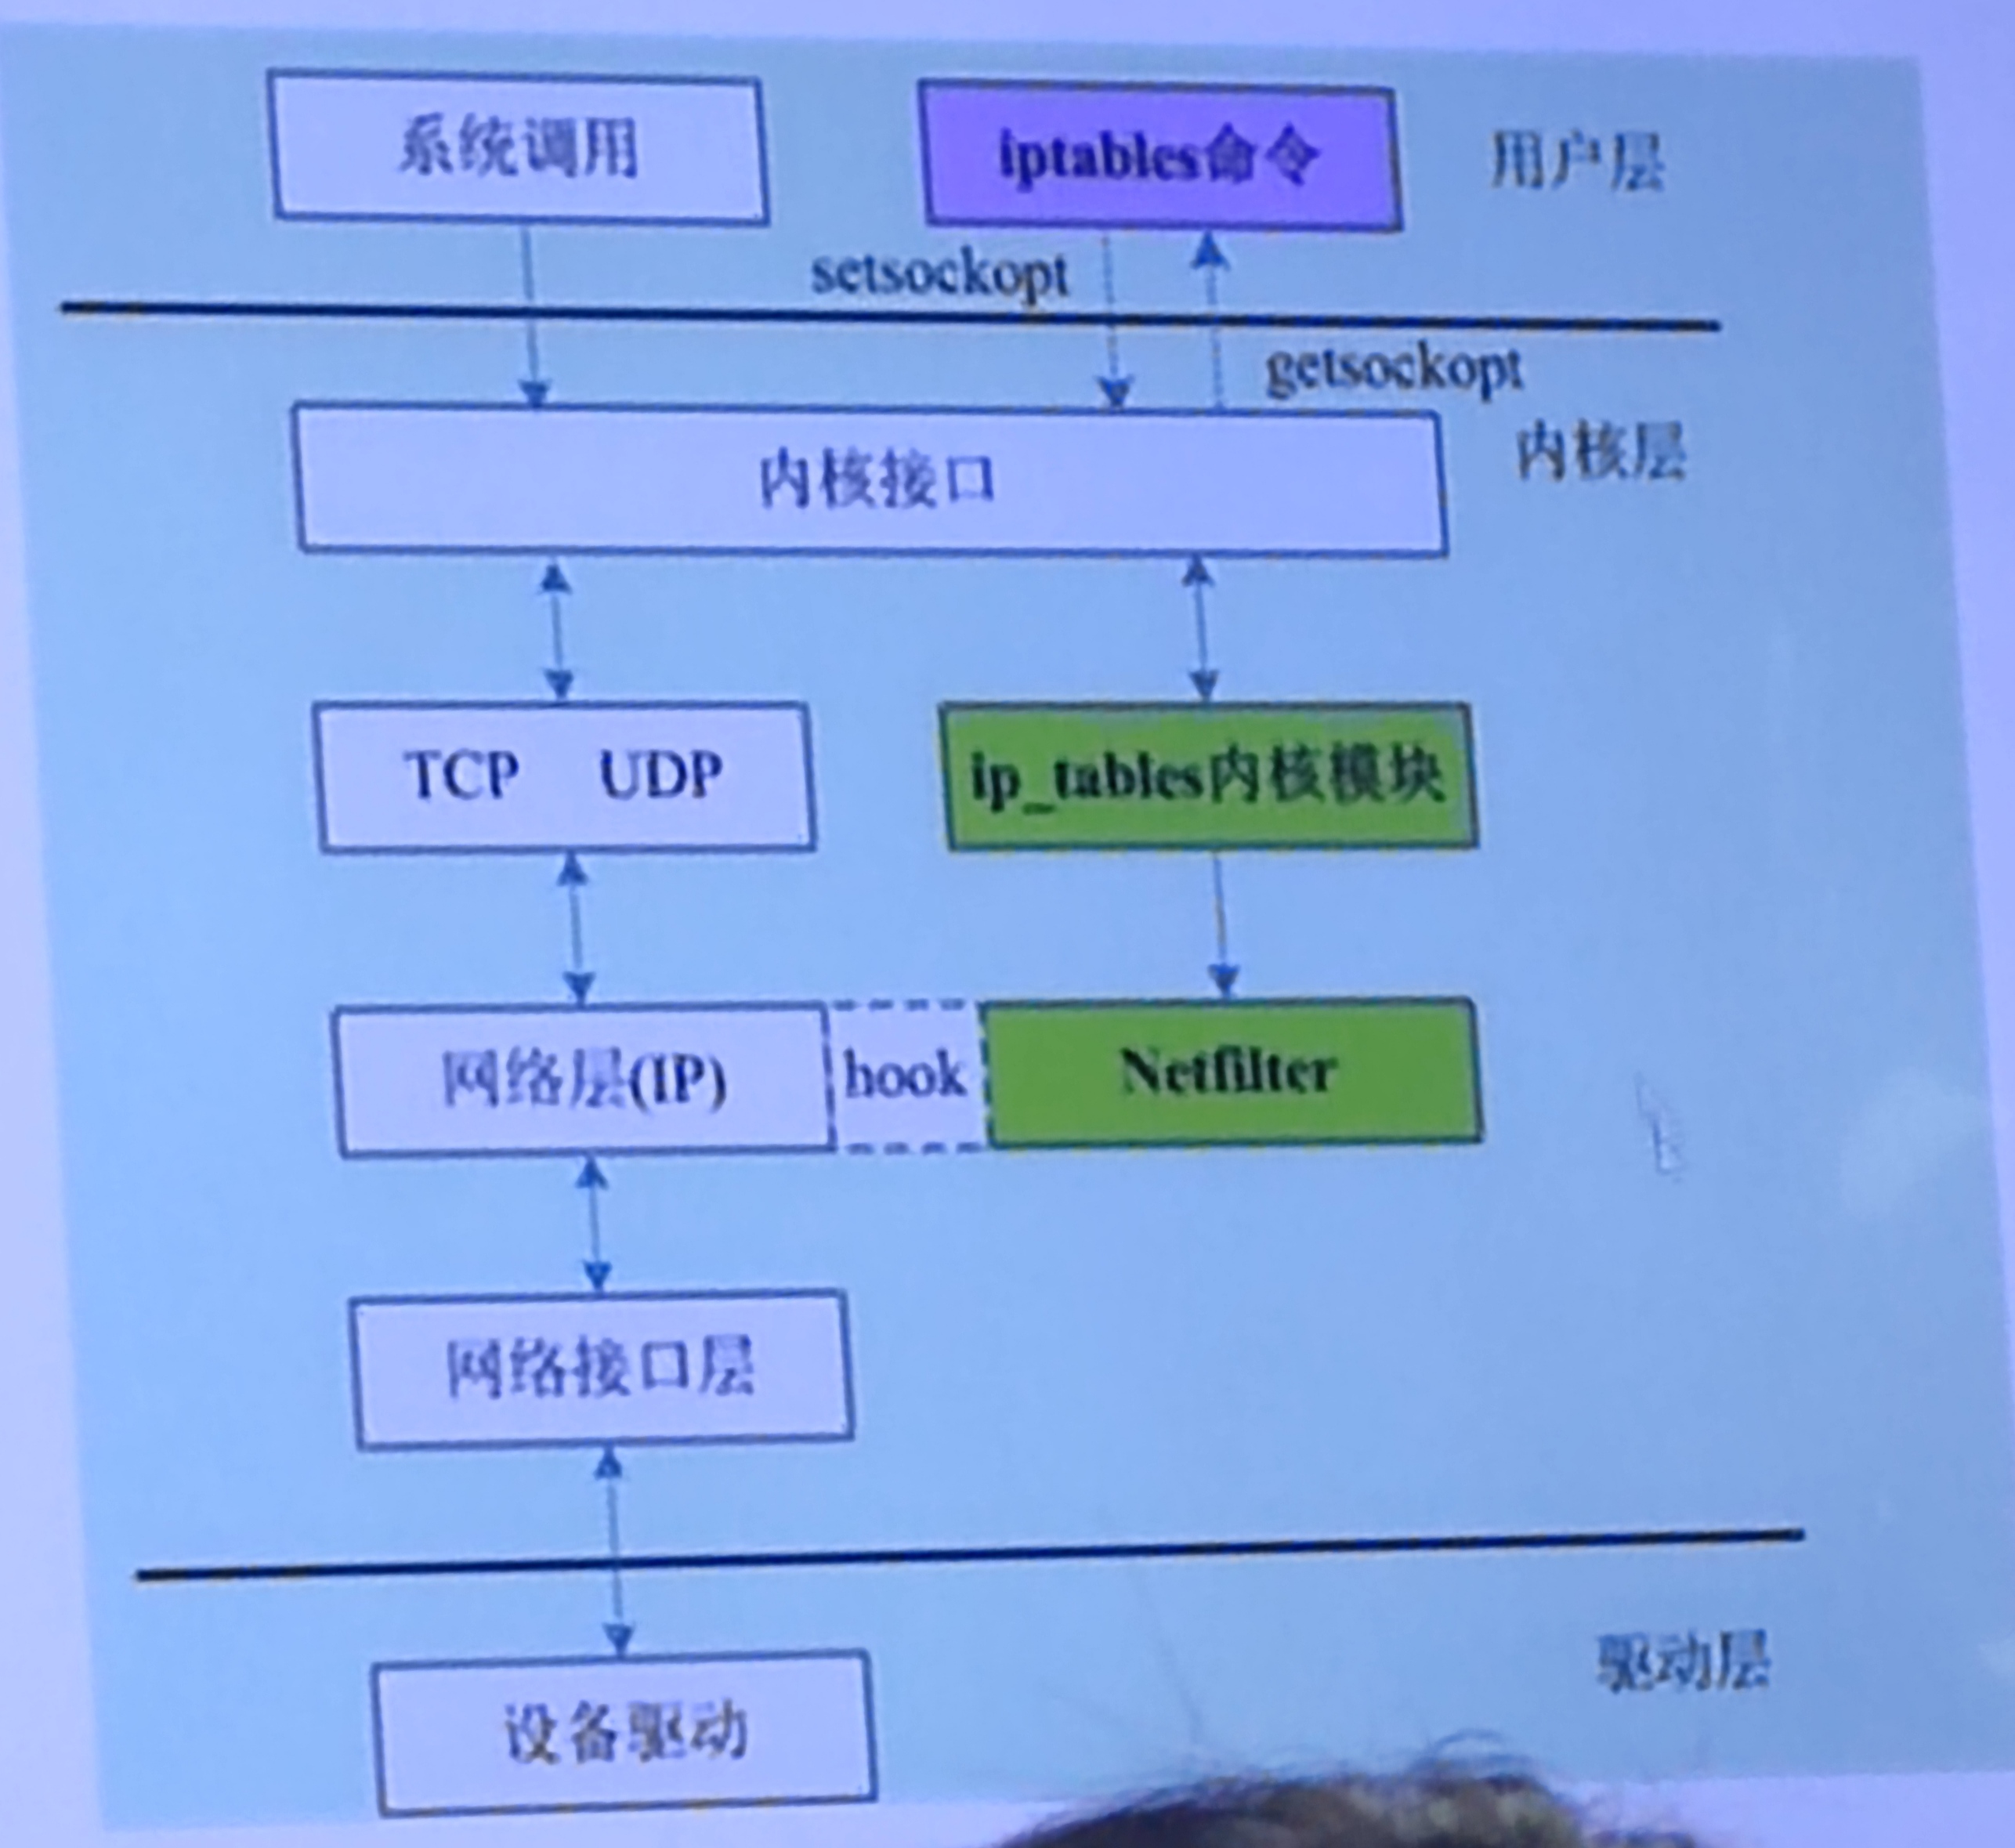 系统调用
iptables命令
用户层
setsockopt
getsockopt
内核接口
内核层
TCP UDP
ip_tables内核模块
网络层(IP)
hook
Netfilter
网络接口层
驱动层
设备驱动